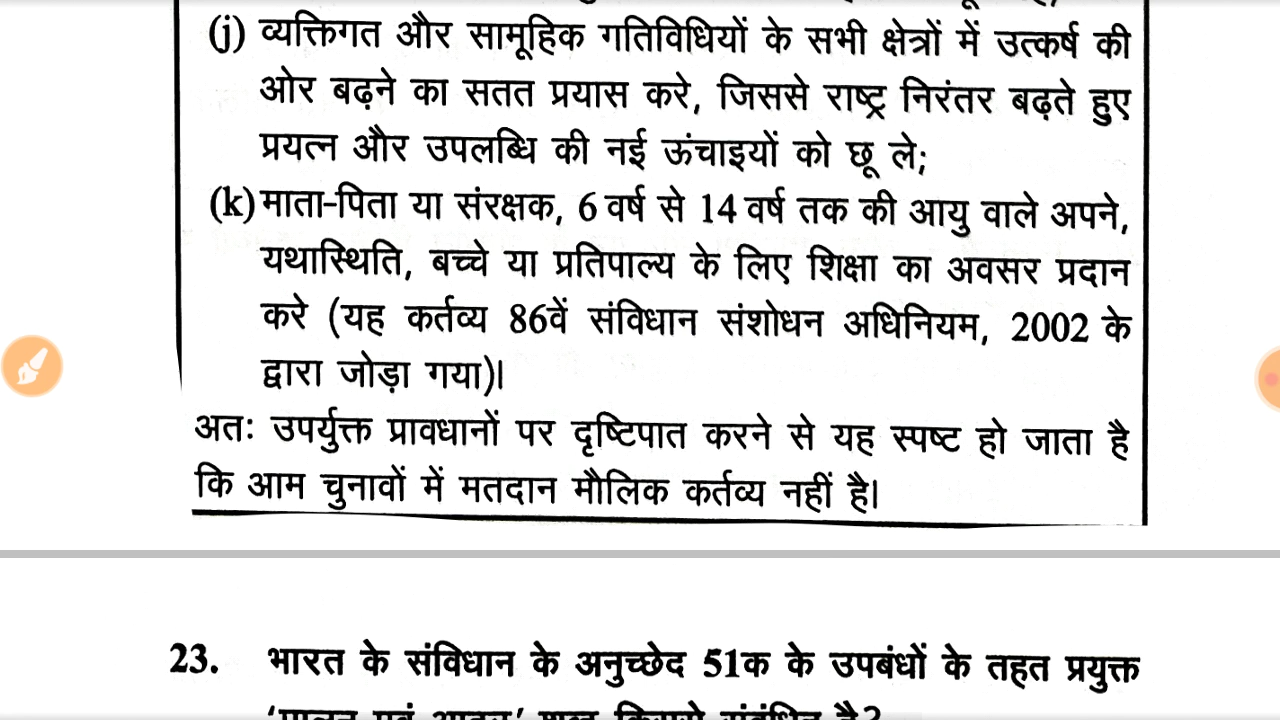 (j) व्यक्तिगत और सामूहिक गतिविधियों के सभी क्षेत्रों में उत्कर्ष की
ओर बढ़ने का सतत प्रयास करे, जिससे राष्ट्र निरंतर बढ़ते हुए
प्रयत्न और उपलब्धि की नई ऊंचाइयों को छू ले;
(k) माता-पिता या संरक्षक, 6 वर्ष से 14 वर्ष तक की आयु वाले अपने,
यथास्थिति, बच्चे या प्रतिपाल्य के लिए शिक्षा का अवसर प्रदान
करे (यह कर्तव्य 86वें संविधान संशोधन अधिनियम, 2002 के
द्वारा जोड़ा गया)।
अतः उपर्युक्त प्रावधानों पर दृष्टिपात करने से यह स्पष्ट हो जाता है
कि आम चुनावों में मतदान मौलिक कर्तव्य नहीं है।
23. भारत के संविधान के अनुच्छेद 51क के उपबंधों के तहत प्रयुक्त